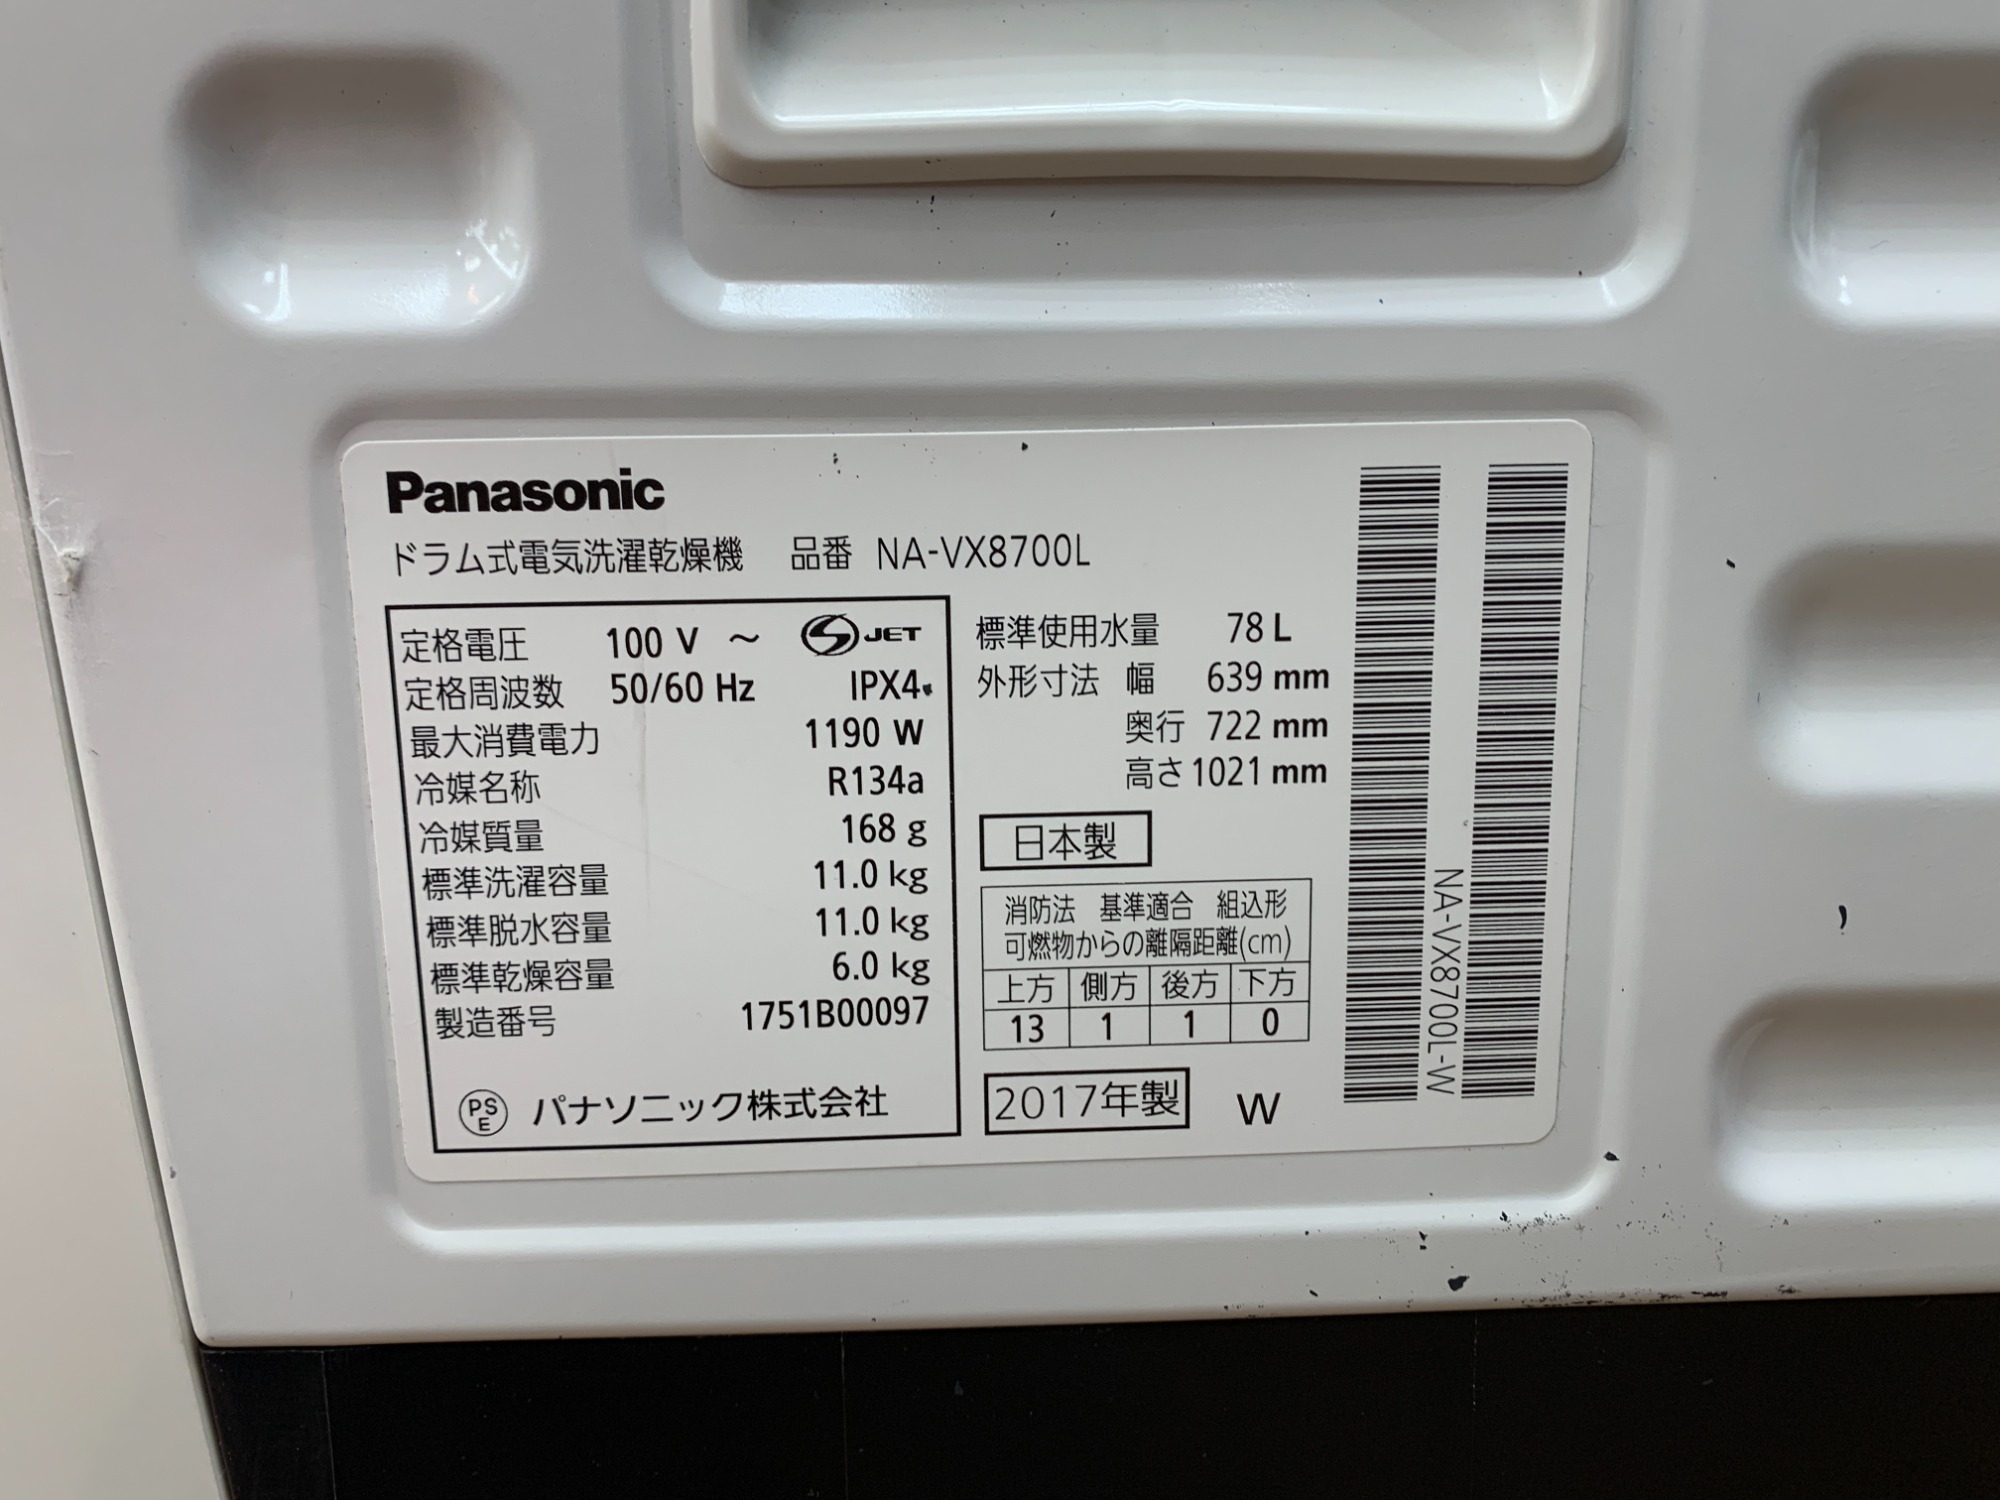 Panasonic
ドラム式電気洗濯乾燥機 品番 NA-VX8700L
定格電圧 100 V ～ S JET
定格周波数 50/60 Hz IPX4
最大消費電力 1190 W
冷媒名称 R134a
冷媒質量 168 g
標準洗濯容量 11.0 kg
標準脱水容量 11.0 kg
標準乾燥容量 6.0 kg
製造番号 1751B00097
PSE パナソニック株式会社
標準使用水量 78 L
外形寸法 幅 639 mm
奥行 722 mm
高さ 1021 mm
日本製
消防法 基準適合 組込形
可燃物からの離隔距離(cm)
上方 側方 後方 下方
13 1 1 0
2017年製 W
NA-VX8700L-W